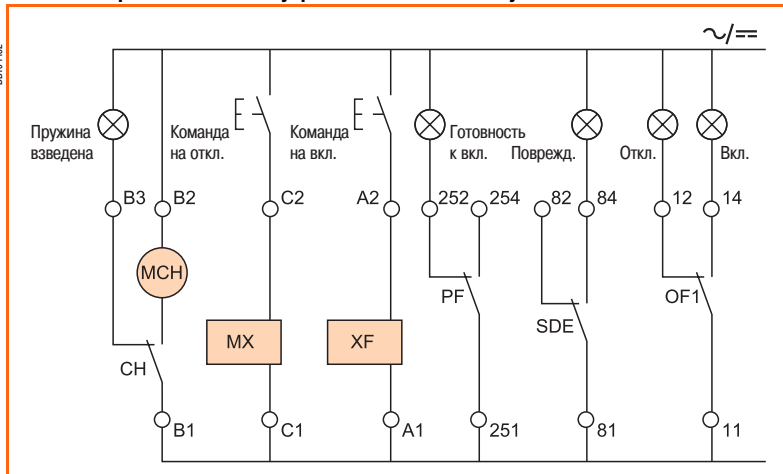 ~/=
Пружина
взведена
Команда
на откл.
Команда
на вкл.
Готовность
к вкл.
Поврежд.
Откл.
Вкл.
B3
B2
C2
A2
252
254
82
84
12
14
MCH
PF
OF1
SDE
MX
XF
CH
B1
C1
A1
251
81
11